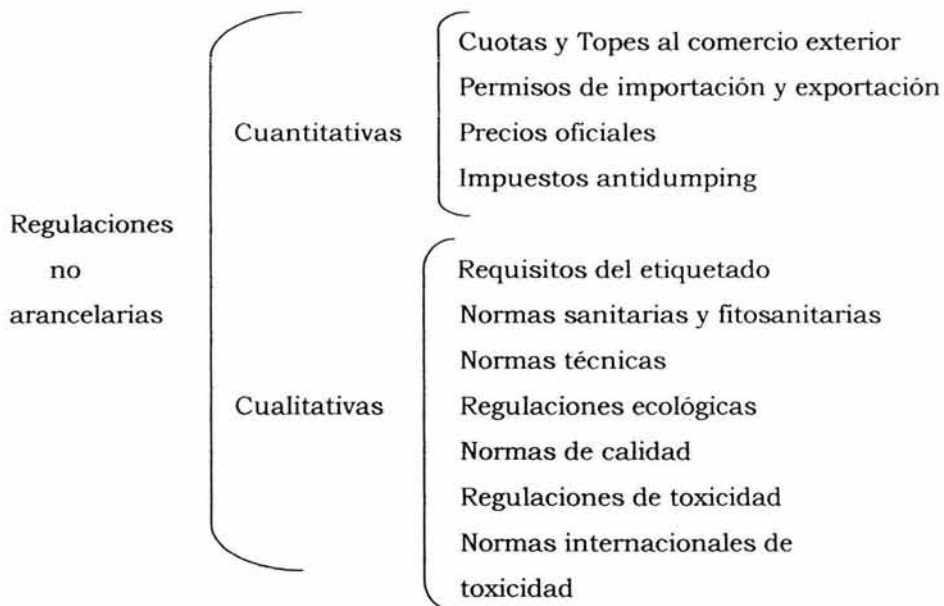 Regulaciones
no
arancelarias
Cuantitativas
Cuotas y Topes al comercio exterior
Permisos de importación y exportación
Precios oficiales
Impuestos antidumping
Cualitativas
Requisitos del etiquetado
Normas sanitarias y fitosanitarias
Normas técnicas
Regulaciones ecológicas
Normas de calidad
Regulaciones de toxicidad
Normas internacionales de
toxicidad